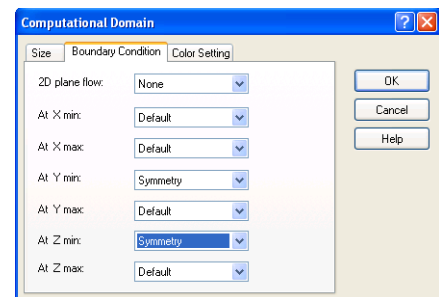 Computational Domain
Size Boundary Condition Color Setting
2D plane flow: None OK
At X min: Default Cancel
At X max: Default Help
At Y min: Symmetry
At Y max: Default
At Z min: Symmetry
At Z max: Default